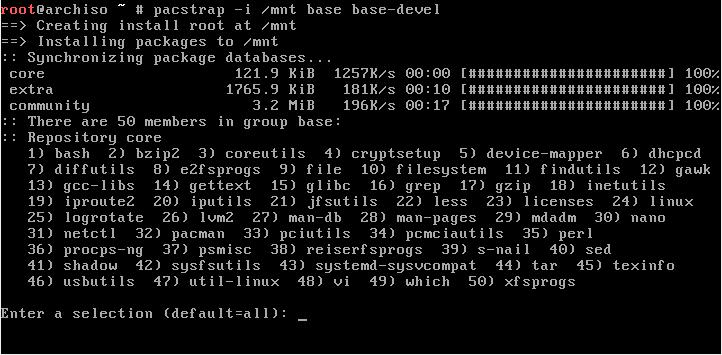 root@archiso ~ # pacstrap -i /mnt base base-devel
==> Creating install root at /mnt
==> Installing packages to /mnt
:: Synchronizing package databases...
core 121.9 KiB 1257K/s 00:00 [######################] 100%
extra 1765.9 KiB 181K/s 00:10 [######################] 100%
community 3.2 MiB 196K/s 00:17 [######################] 100%
:: There are 50 members in group base:
:: Repository core
1) bash 2) bzip2 3) coreutils 4) cryptsetup 5) device-mapper 6) dhcpcd
7) diffutils 8) e2fsprogs 9) file 10) filesystem 11) findutils 12) gawk
13) gcc-libs 14) gettext 15) glibc 16) grep 17) gzip 18) inetutils
19) iproute2 20) iputils 21) jfsutils 22) less 23) licenses 24) linux
25) logrotate 26) lvm2 27) man-db 28) man-pages 29) mdadm 30) nano
31) netctl 32) pacman 33) pciutils 34) pcmciautils 35) perl
36) procps-ng 37) psmisc 38) reiserfsprogs 39) s-nail 40) sed
41) shadow 42) sysfsutils 43) systemd-sysvcompat 44) tar 45) texinfo
46) usbutils 47) util-linux 48) vi 49) which 50) xfsprogs
Enter a selection (default=all): _